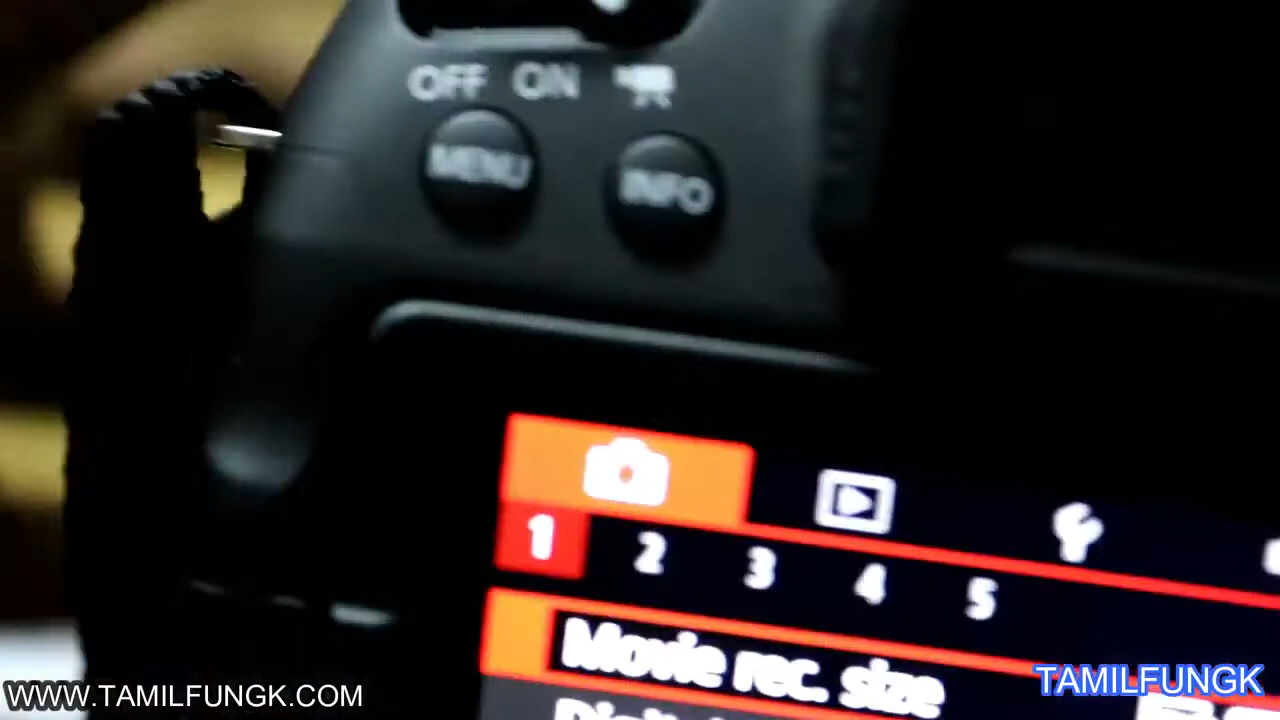 OFF ON
MENU INFO
1 2 3 4 5
Movie rec. size
TAMILFUNGK
WWW.TAMILFUNGK.COM